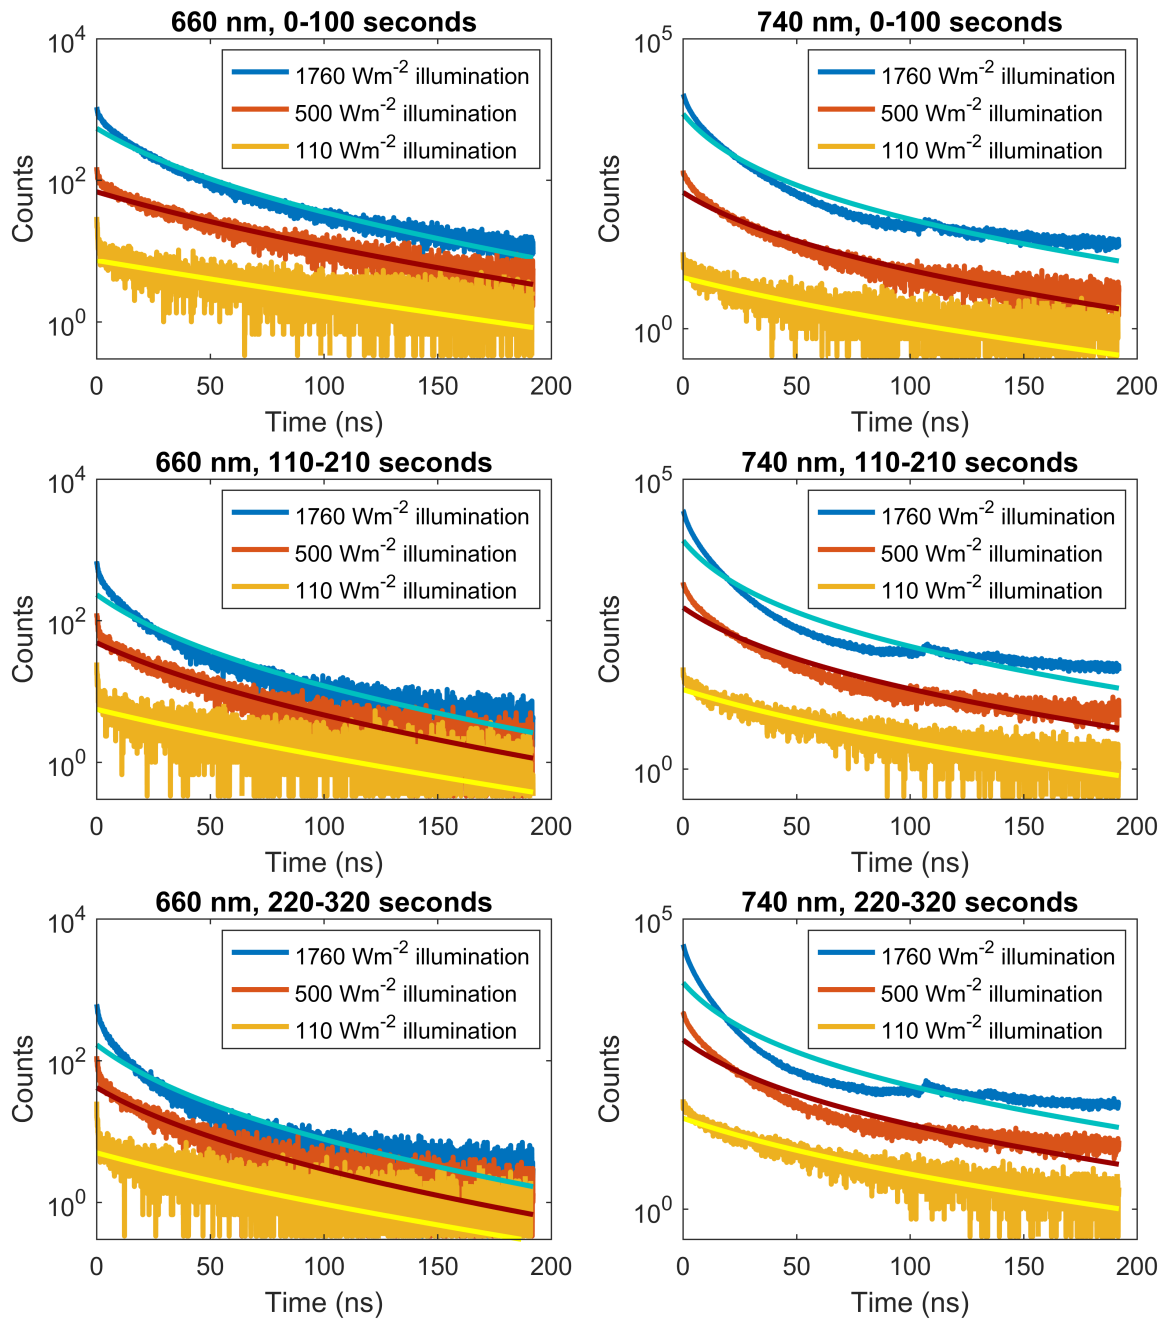 660 nm, 0-100 seconds
10^4
10^2
10^0
Counts
1760 Wm^-2 illumination
500 Wm^-2 illumination
110 Wm^-2 illumination
0 50 100 150 200
Time (ns)
740 nm, 0-100 seconds
10^5
10^0
Counts
1760 Wm^-2 illumination
500 Wm^-2 illumination
110 Wm^-2 illumination
0 50 100 150 200
Time (ns)
660 nm, 110-210 seconds
10^4
10^2
10^0
Counts
1760 Wm^-2 illumination
500 Wm^-2 illumination
110 Wm^-2 illumination
0 50 100 150 200
Time (ns)
740 nm, 110-210 seconds
10^5
10^0
Counts
1760 Wm^-2 illumination
500 Wm^-2 illumination
110 Wm^-2 illumination
0 50 100 150 200
Time (ns)
660 nm, 220-320 seconds
10^4
10^2
10^0
Counts
1760 Wm^-2 illumination
500 Wm^-2 illumination
110 Wm^-2 illumination
0 50 100 150 200
Time (ns)
740 nm, 220-320 seconds
10^5
10^0
Counts
1760 Wm^-2 illumination
500 Wm^-2 illumination
110 Wm^-2 illumination
0 50 100 150 200
Time (ns)